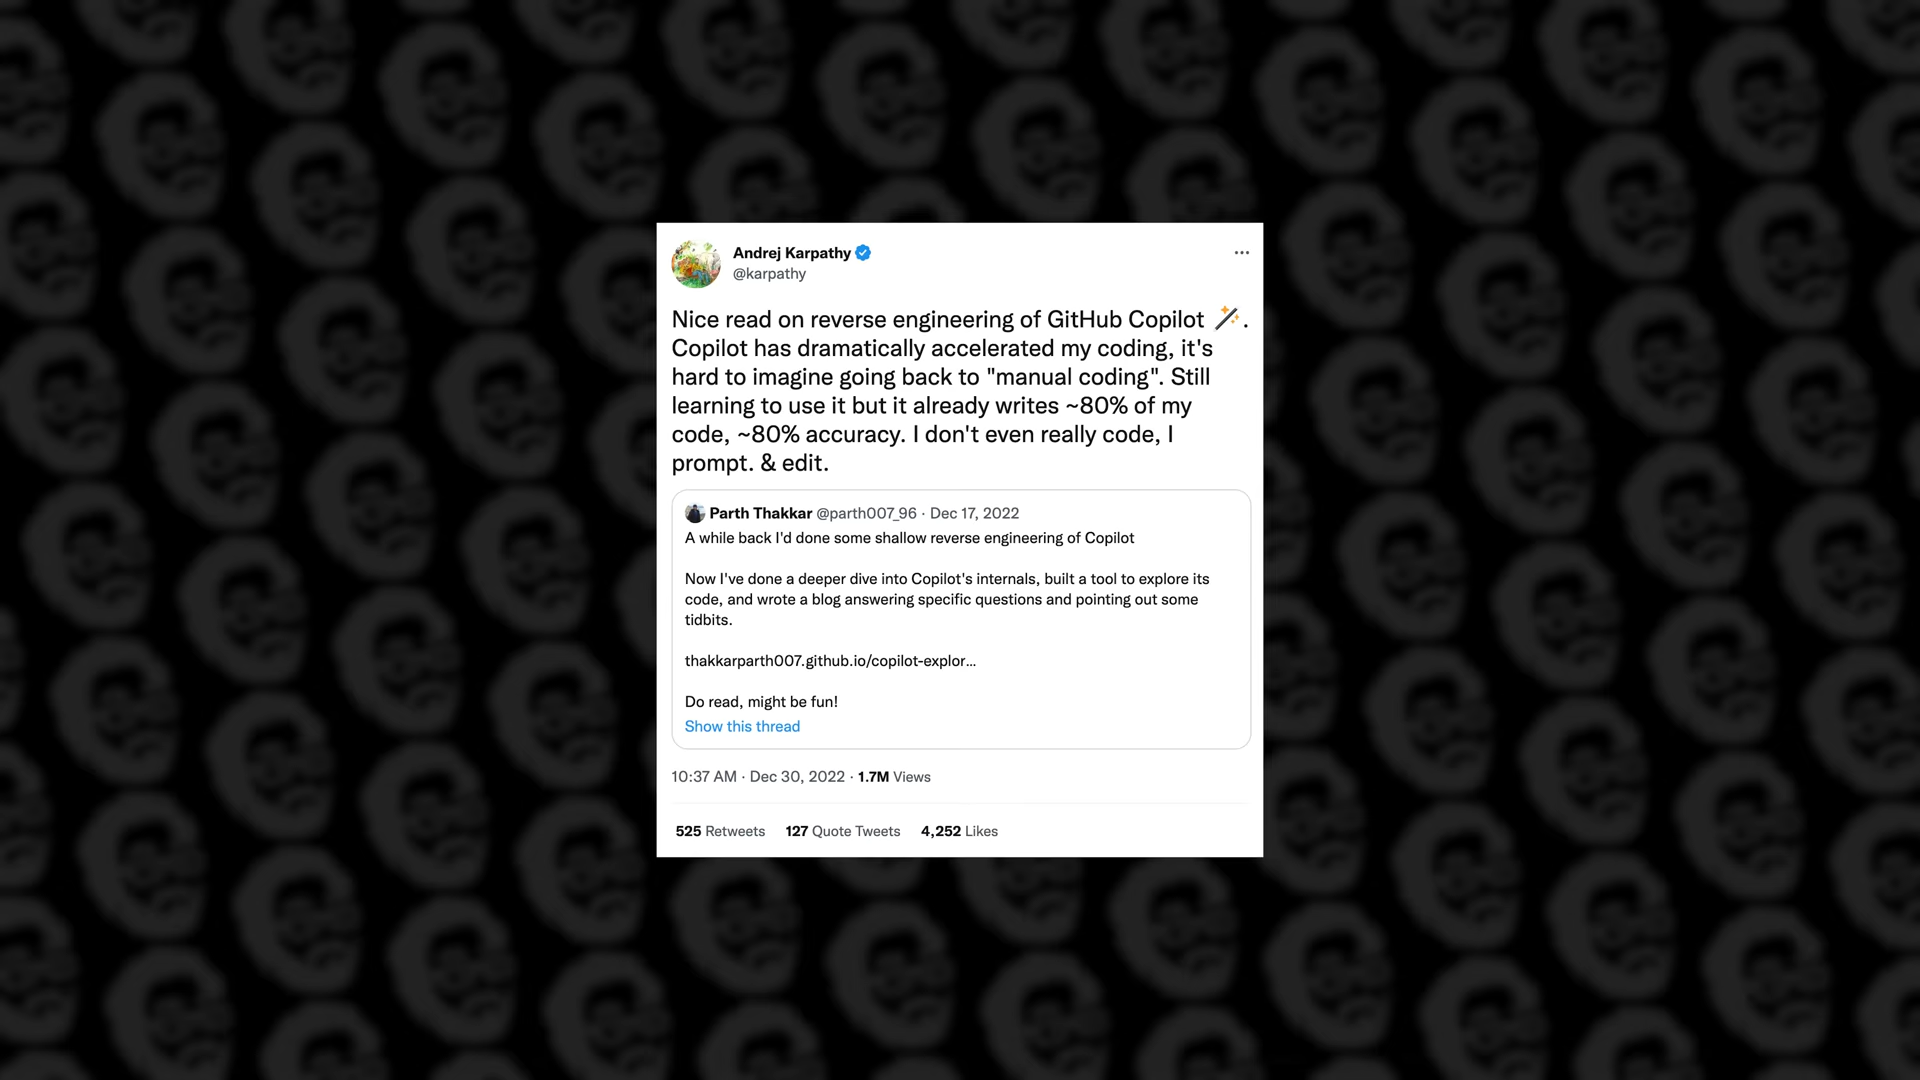 Andrej Karpathy
@karpathy
Nice read on reverse engineering of GitHub Copilot 🪄.
Copilot has dramatically accelerated my coding, it's
hard to imagine going back to "manual coding". Still
learning to use it but it already writes ~80% of my
code, ~80% accuracy. I don't even really code, I
prompt. & edit.
Parth Thakkar @parth007_96 · Dec 17, 2022
A while back I'd done some shallow reverse engineering of Copilot
Now I've done a deeper dive into Copilot's internals, built a tool to explore its
code, and wrote a blog answering specific questions and pointing out some
tidbits.
thakkarparth007.github.io/copilot-explor...
Do read, might be fun!
Show this thread
10:37 AM · Dec 30, 2022 · 1.7M Views
525 Retweets 127 Quote Tweets 4,252 Likes